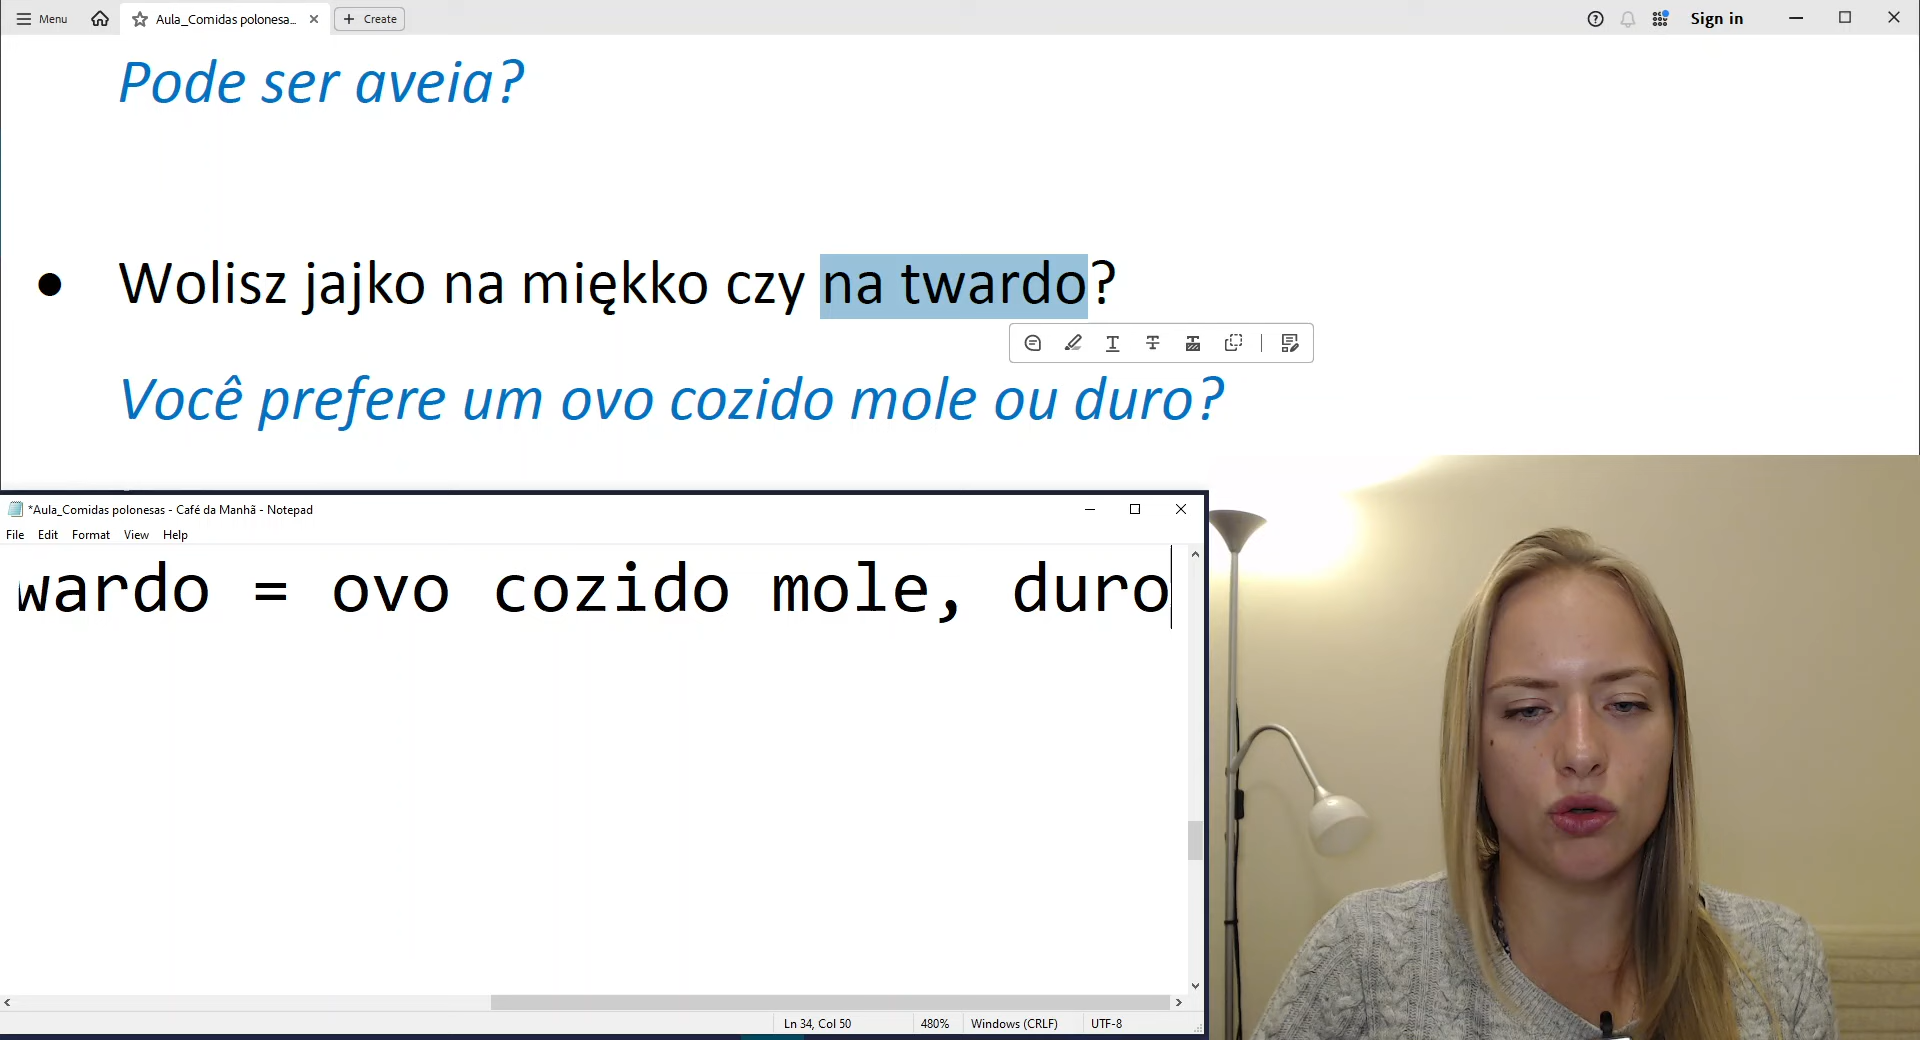 Menu
Aula_Comidas polonesa...
Create
Sign in
Pode ser aveia?
• Wolisz jajko na miękko czy na twardo?
Você prefere um ovo cozido mole ou duro?
*Aula_Comidas polonesas - Café da Manhã - Notepad
File Edit Format View Help
wardo = ovo cozido mole, duro
Ln 34, Col 50 480% Windows (CRLF) UTF-8